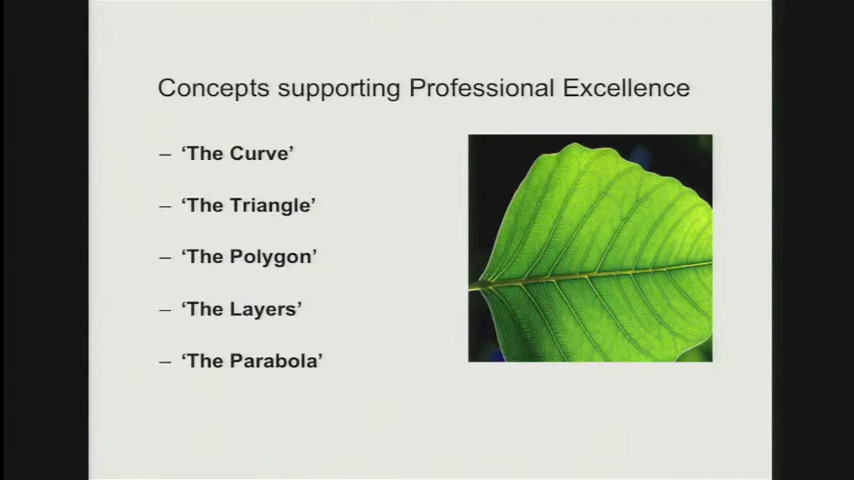 Concepts supporting Professional Excellence
– ‘The Curve’
– ‘The Triangle’
– ‘The Polygon’
– ‘The Layers’
– ‘The Parabola’